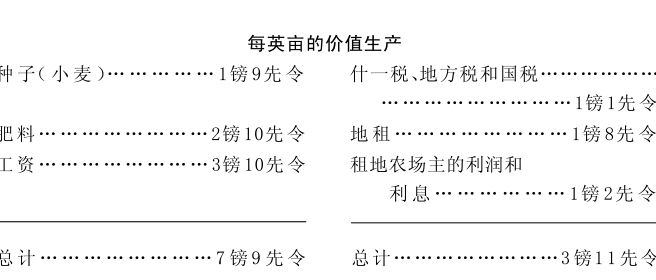 每英亩的价值生产
种子(小麦)……………1镑9先令
肥料……………………2镑10先令
工资……………………3镑10先令
总计……………………7镑9先令
什一税、地方税和国税………………
………………………1镑1先令
地租……………………1镑8先令
租地农场主的利润和
利息……………1镑2先令
总计……………………3镑11先令